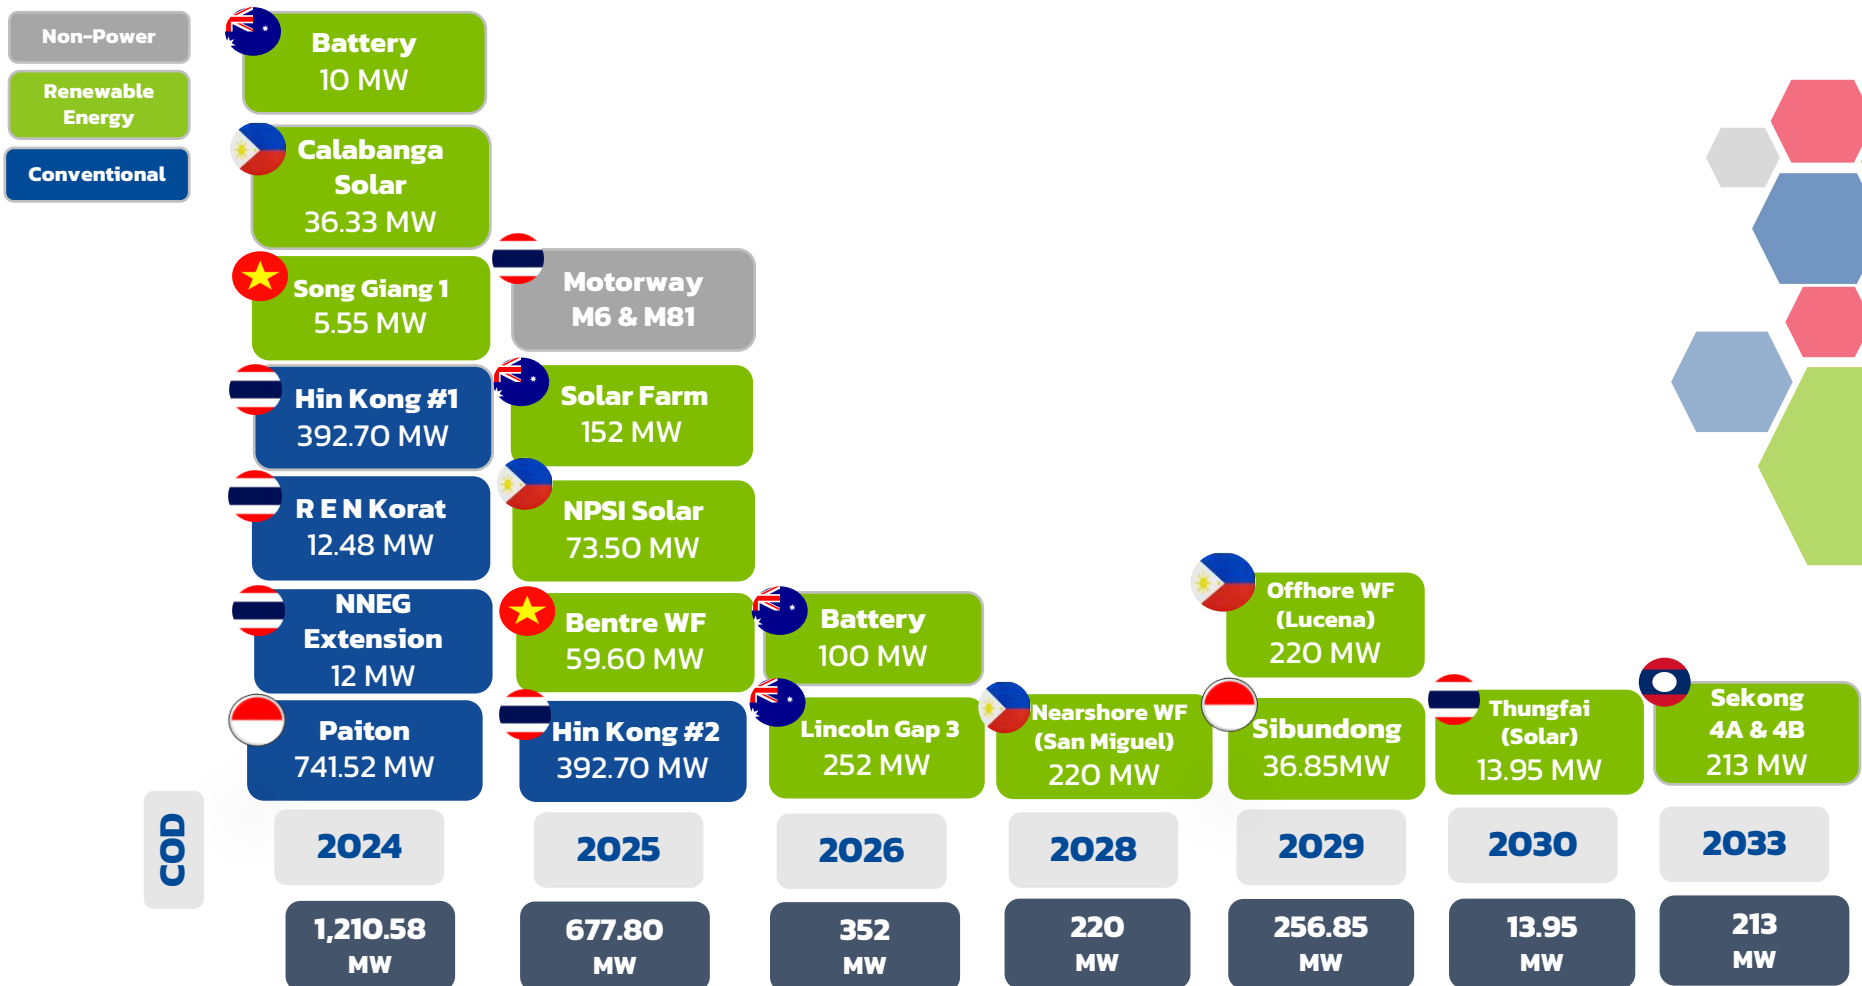 Non-Power
Renewable
Energy
Conventional
Battery
10 MW
Calabanga
Solar
36.33 MW
Song Giang 1
5.55 MW
Hin Kong #1
392.70 MW
R E N Korat
12.48 MW
NNEG
Extension
12 MW
Paiton
741.52 MW
Motorway
M6 & M81
Solar Farm
152 MW
NPSI Solar
73.50 MW
Bentre WF
59.60 MW
Hin Kong #2
392.70 MW
Battery
100 MW
Lincoln Gap 3
252 MW
Nearshore WF
(San Miguel)
220 MW
Offhore WF
(Lucena)
220 MW
Sibundong
36.85MW
Thungfai
(Solar)
13.95 MW
Sekong
4A & 4B
213 MW
COD
2024
2025
2026
2028
2029
2030
2033
1,210.58
MW
677.80
MW
352
MW
220
MW
256.85
MW
13.95
MW
213
MW